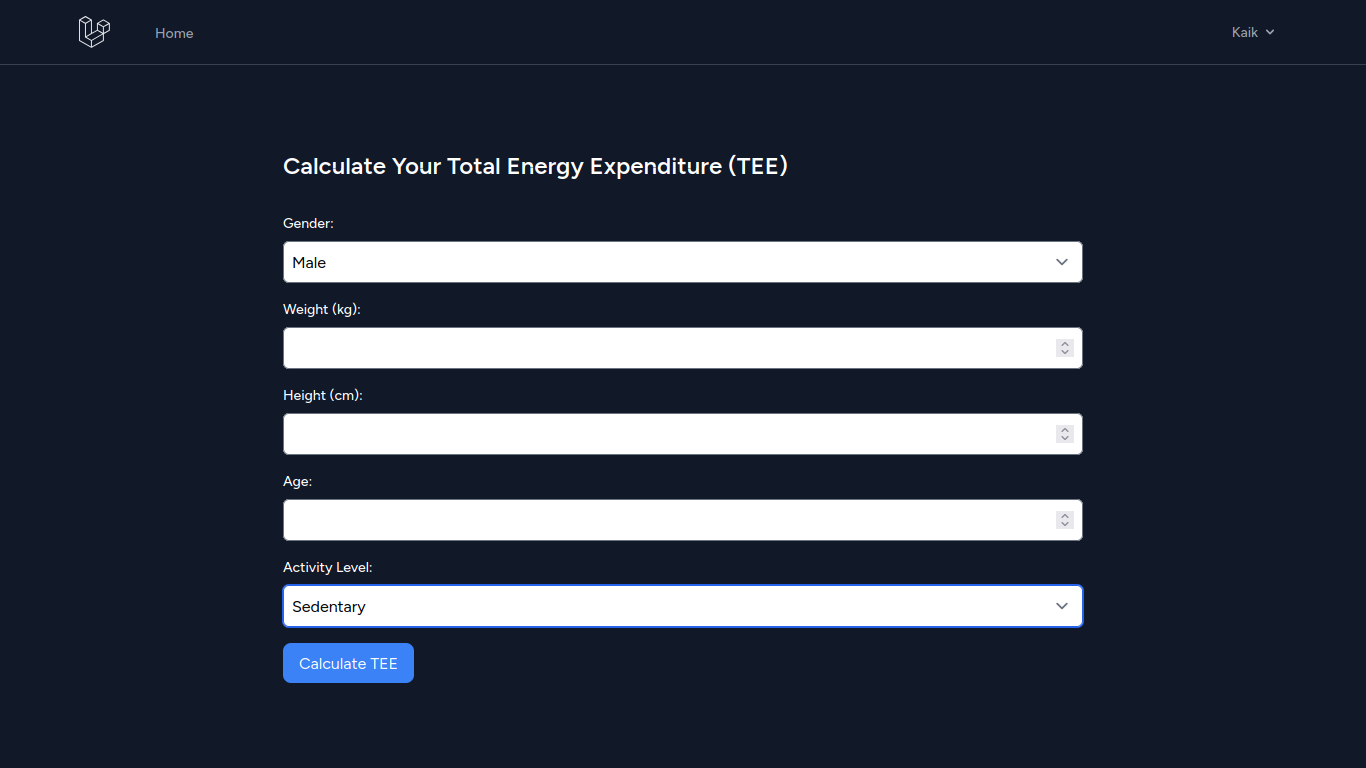 Home
Kaik
Calculate Your Total Energy Expenditure (TEE)
Gender:
Male
Weight (kg):
Height (cm):
Age:
Activity Level:
Sedentary
Calculate TEE